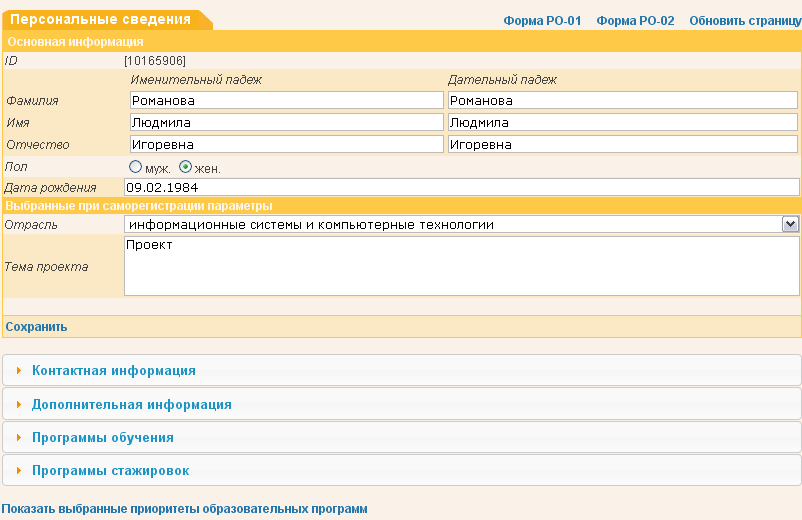 Персональные сведения Форма РО-01 Форма РО-02 Обновить страницу
Основная информация
ID [10165906]
Именительный падеж Дательный падеж
Фамилия Романова Романова
Имя Людмила Людмила
Отчество Игоревна Игоревна
Пол муж. жен.
Дата рождения 09.02.1984
Выбранные при саморегистрации параметры
Отрасль информационные системы и компьютерные технологии
Проект
Тема проекта
Сохранить
Контактная информация
Дополнительная информация
Программы обучения
Программы стажировок
Показать выбранные приоритеты образовательных программ